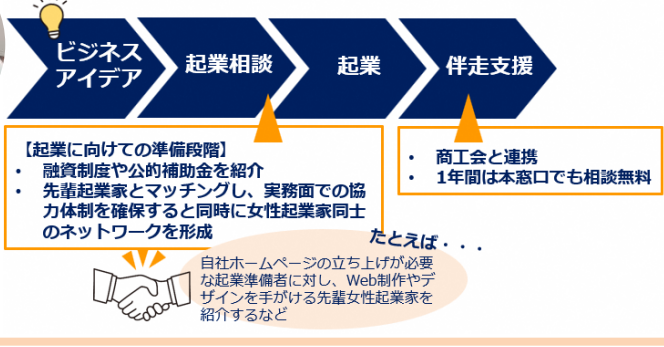 ビジネス
アイデア
起業相談
起業
伴走支援
【起業に向けての準備段階】
• 融資制度や公的補助金を紹介
• 先輩起業家とマッチングし、実務面での協
力体制を確保すると同時に女性起業家同士
のネットワークを形成
• 商工会と連携
• 1年間は本窓口でも相談無料
たとえば・・・
自社ホームページの立ち上げが必要
な起業準備者に対し、Web制作やデ
ザインを手がける先輩女性起業家を
紹介するなど